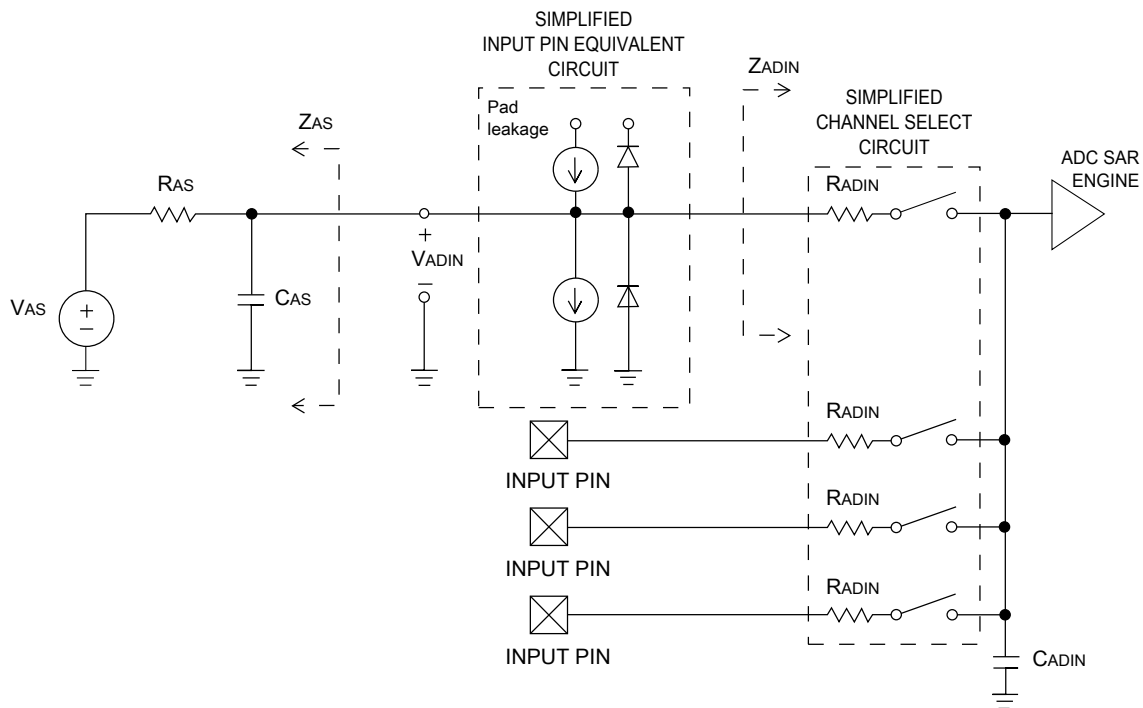 SIMPLIFIED
INPUT PIN EQUIVALENT
CIRCUIT
Pad
leakage
ZADIN
SIMPLIFIED
CHANNEL SELECT
CIRCUIT
ADC SAR
ENGINE
ZAS
RAS
RADIN
+
VADIN
–
CAS
VAS
+
–
RADIN
INPUT PIN
RADIN
INPUT PIN
RADIN
INPUT PIN
CADIN